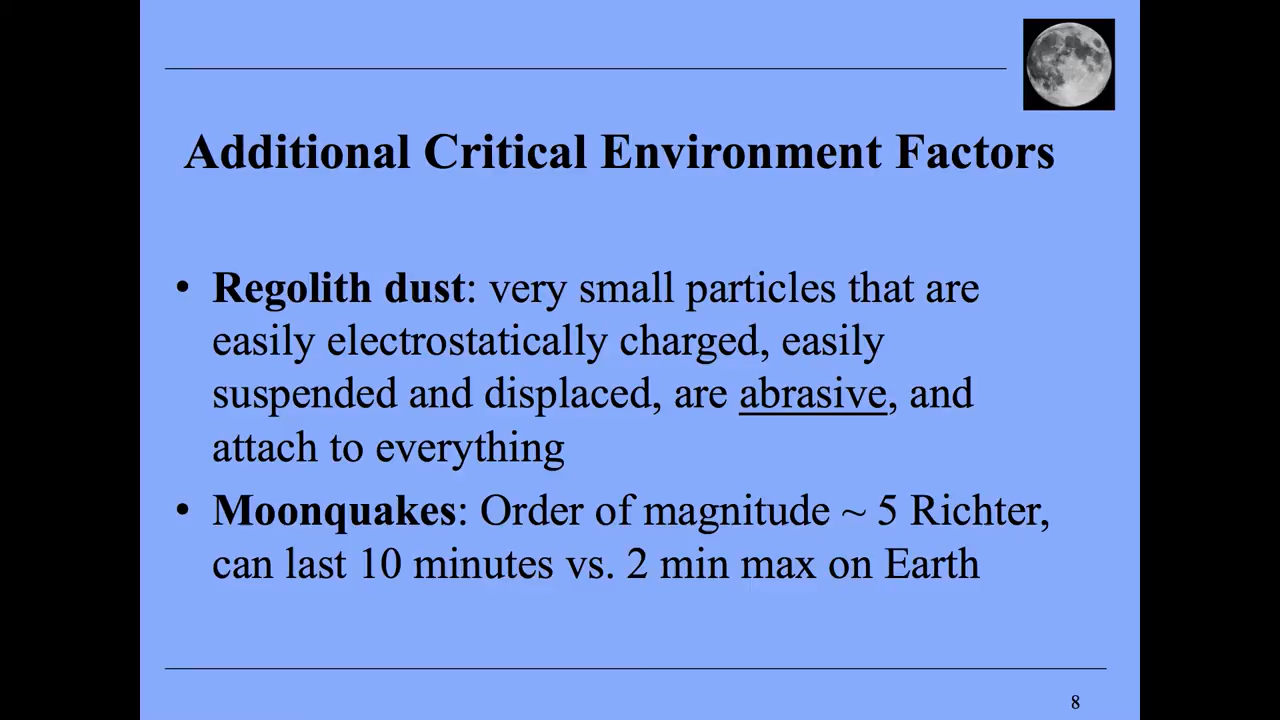 Additional Critical Environment Factors
• Regolith dust: very small particles that are
easily electrostatically charged, easily
suspended and displaced, are abrasive, and
attach to everything
• Moonquakes: Order of magnitude ~ 5 Richter,
can last 10 minutes vs. 2 min max on Earth
8